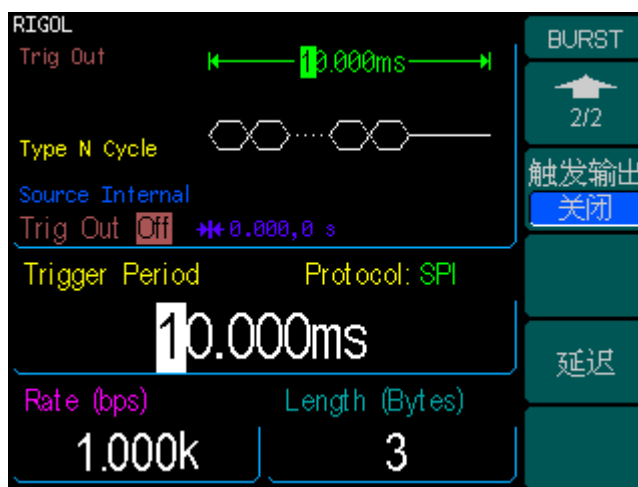 RIGOL
Trig Out
10.000ms
Type N Cycle
Source Internal
Trig Out Off 0.000,0 s
Trigger Period Protocol: SPI
10.000ms
Rate (bps) Length (Bytes)
1.000k 3
BURST
2/2
触发输出
关闭
延迟